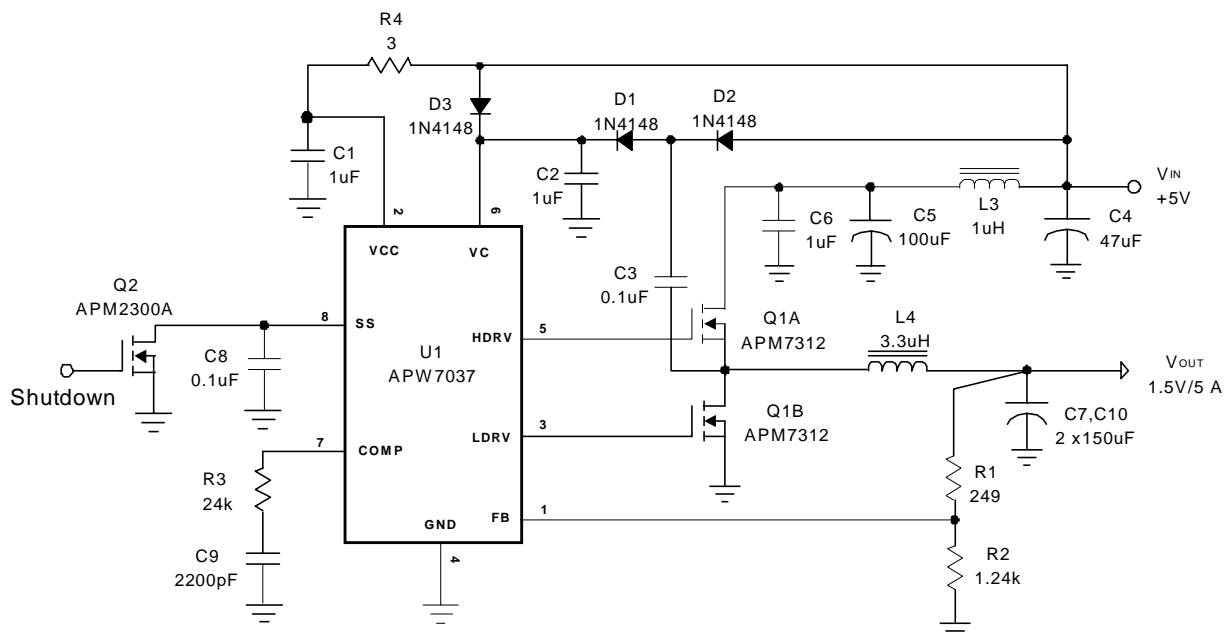 R4
3
D3
1N4148
D1
1N4148
D2
1N4148
C1
1uF
C2
1uF
VIN
+5V
L3
1uH
C4
47uF
C6
1uF
C5
100uF
C3
0.1uF
2
6
VCC
VC
Q2
APM2300A
8
SS
Shutdown
C8
0.1uF
U1
APW7037
HDRV
5
Q1A
APM7312
L4
3.3uH
VOUT
1.5V/5 A
Q1B
APM7312
LDRV
3
C7,C10
2 x150uF
7
COMP
R3
24k
R1
249
GND
FB
1
4
C9
2200pF
R2
1.24k